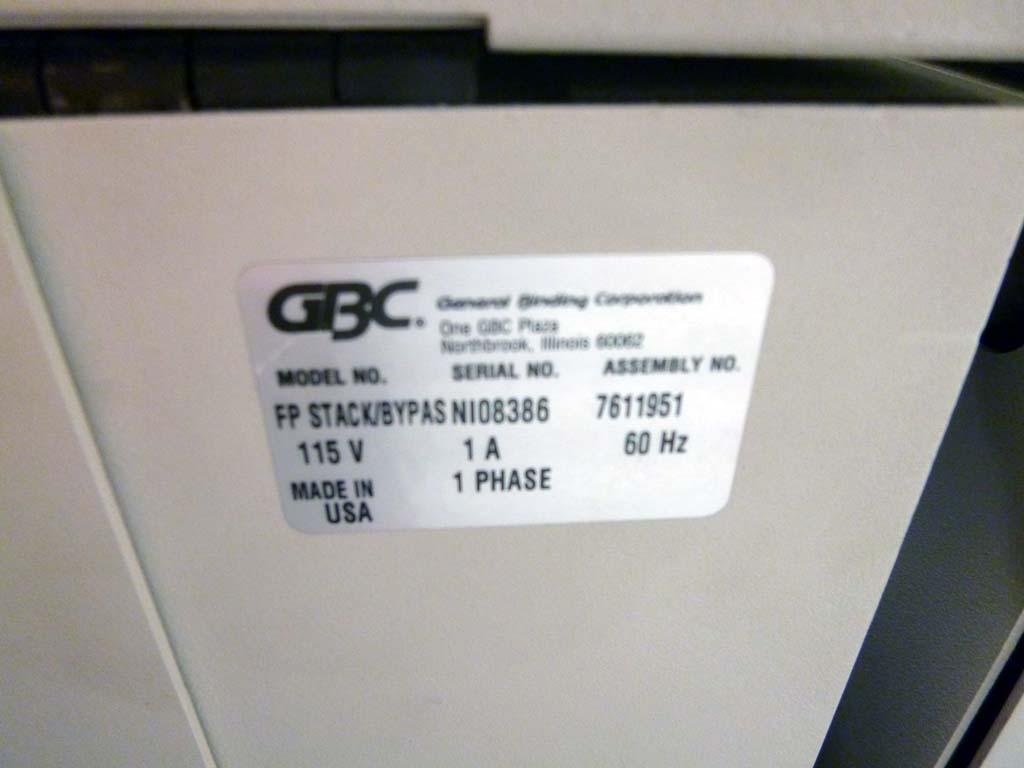 GBC. General Binding Corporation
One GBC Plaza
Northbrook, Illinois 60062
MODEL NO. SERIAL NO. ASSEMBLY NO.
FP STACK/BYPAS NI08386 7611951
115 V 1 A 60 Hz
MADE IN 1 PHASE
USA